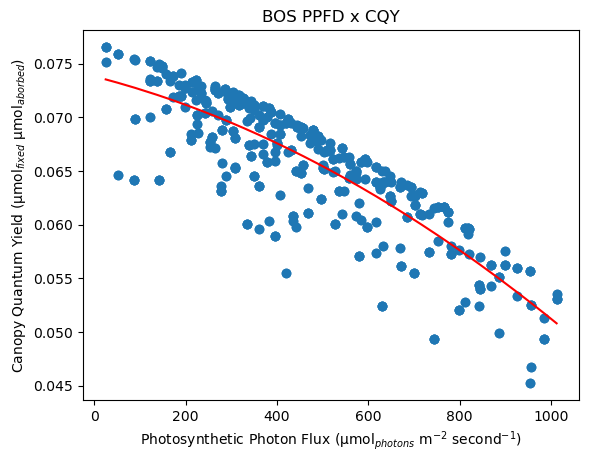 BOS PPFD x CQY
Canopy Quantum Yield (μmol_fixed μmol_aborbed)
0.075
0.070
0.065
0.060
0.055
0.050
0.045
0 200 400 600 800 1000
Photosynthetic Photon Flux (μmol_photons m⁻² second⁻¹)